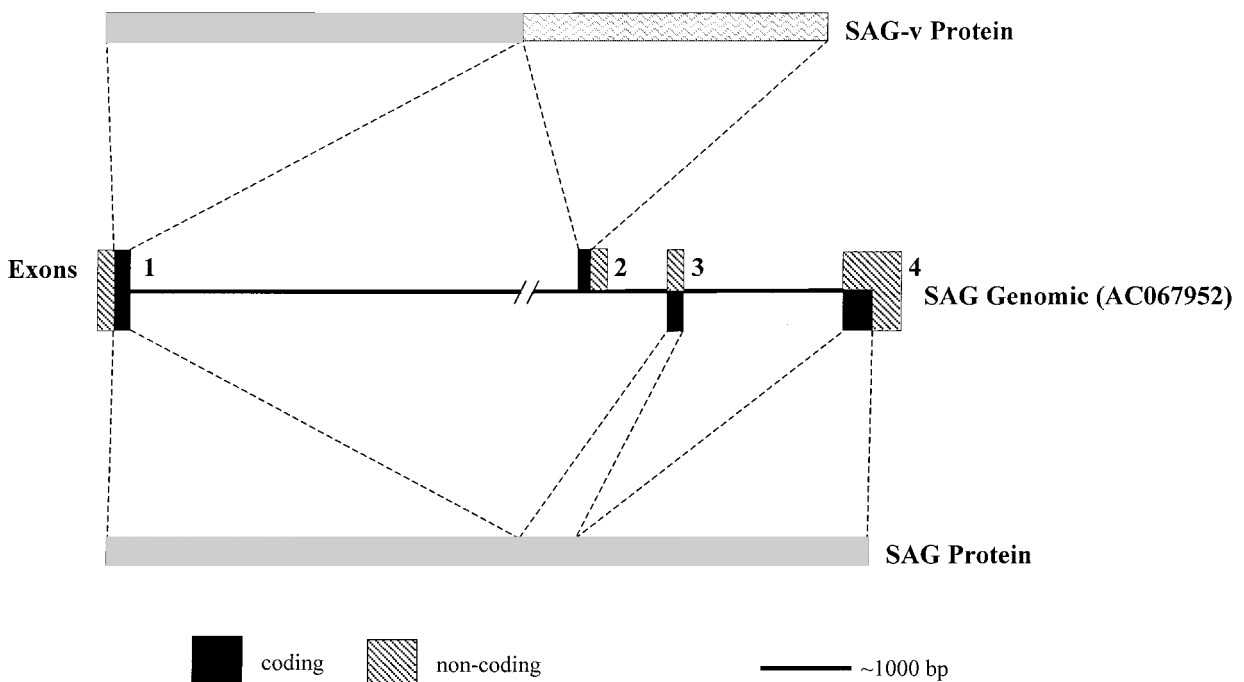 SAG-v Protein
Exons 1 2 3 4
SAG Genomic (AC067952)
SAG Protein
coding non-coding ~1000 bp